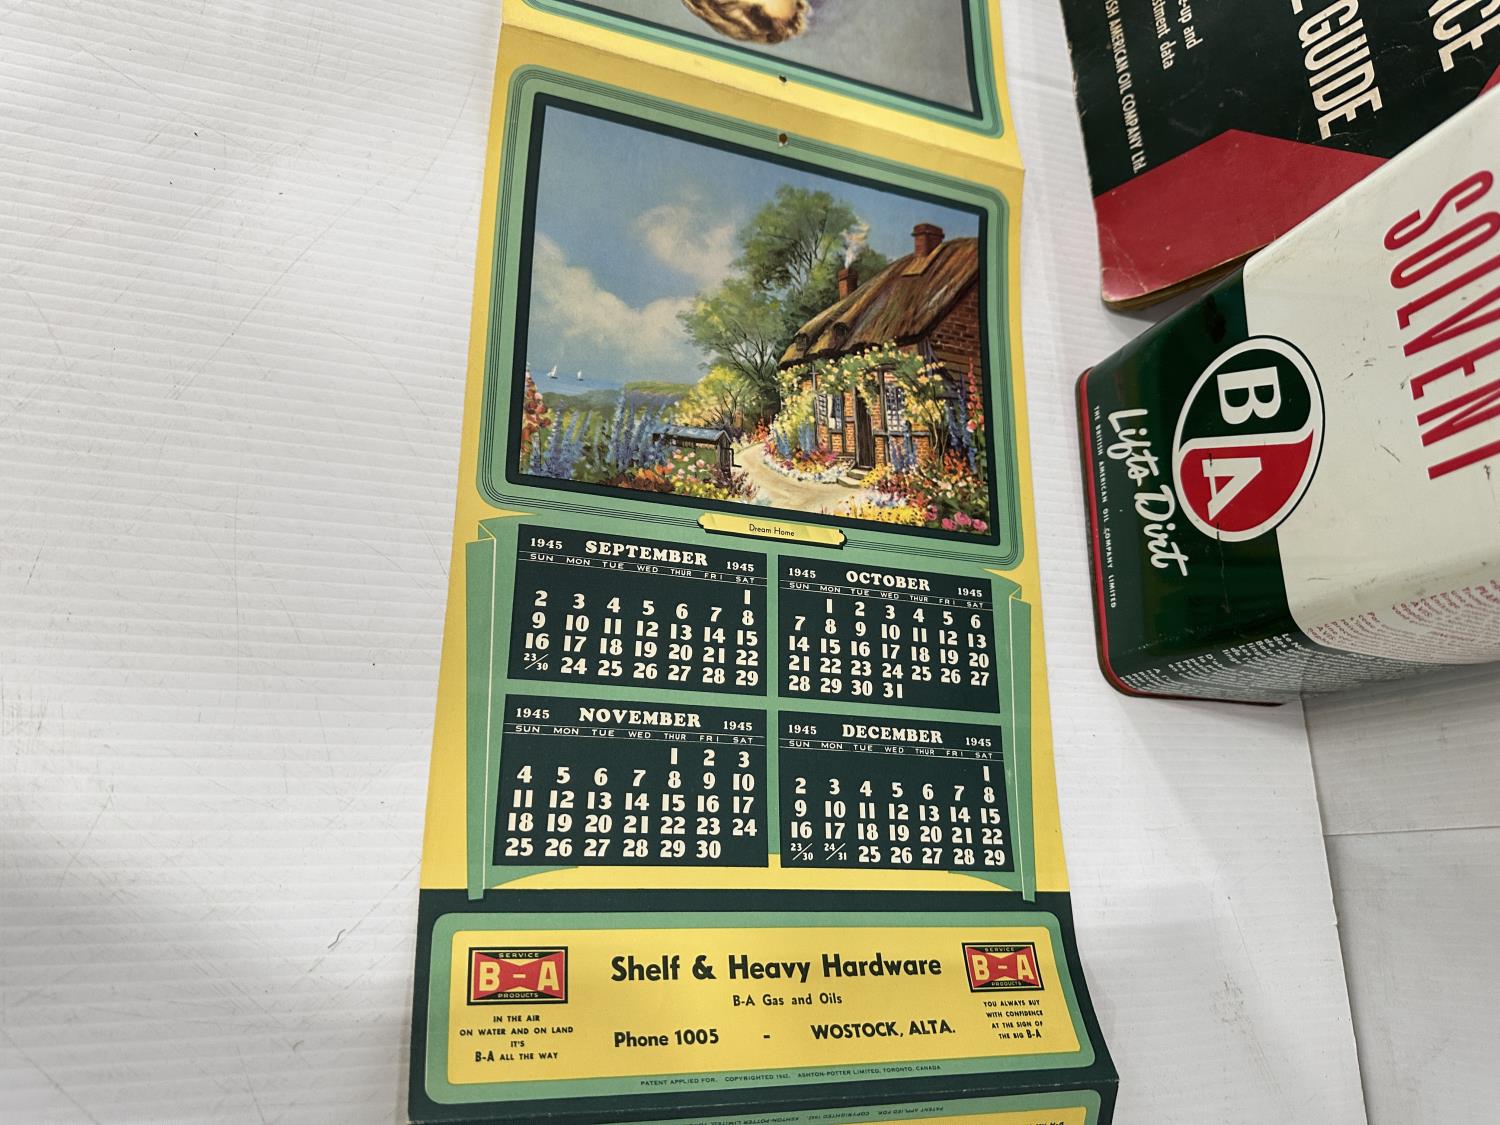 Dream Home
1945 SEPTEMBER 1945
SUN MON TUE WED THUR FRI SAT
1
2 3 4 5 6 7 8
9 10 11 12 13 14 15
16 17 18 19 20 21 22
23/30 24 25 26 27 28 29
1945 OCTOBER 1945
SUN MON TUE WED THUR FRI SAT
1 2 3 4 5 6
7 8 9 10 11 12 13
14 15 16 17 18 19 20
21 22 23 24 25 26 27
28 29 30 31
1945 NOVEMBER 1945
SUN MON TUE WED THUR FRI SAT
1 2 3
4 5 6 7 8 9 10
11 12 13 14 15 16 17
18 19 20 21 22 23 24
25 26 27 28 29 30
1945 DECEMBER 1945
SUN MON TUE WED THUR FRI SAT
1
2 3 4 5 6 7 8
9 10 11 12 13 14 15
16 17 18 19 20 21 22
23/30 24/31 25 26 27 28 29
SERVICE
B-A
PRODUCTS
IN THE AIR
ON WATER AND ON LAND
IT'S
B-A ALL THE WAY
Shelf & Heavy Hardware
B-A Gas and Oils
Phone 1005 - WOSTOCK, ALTA.
SERVICE
B-A
PRODUCTS
YOU ALWAYS BUY
WITH CONFIDENCE
AT THE SIGN OF
THE BIG B-A
PATENT APPLIED FOR. COPYRIGHTED 1942. ASHTON-POTTER LIMITED, TORONTO, CANADA
GUIDE
-up and
stment data
SH AMERICAN OIL COMPANY Ltd.
SOLVENT
B A
Lifts Dirt
THE BRITISH AMERICAN OIL COMPANY LIMITED